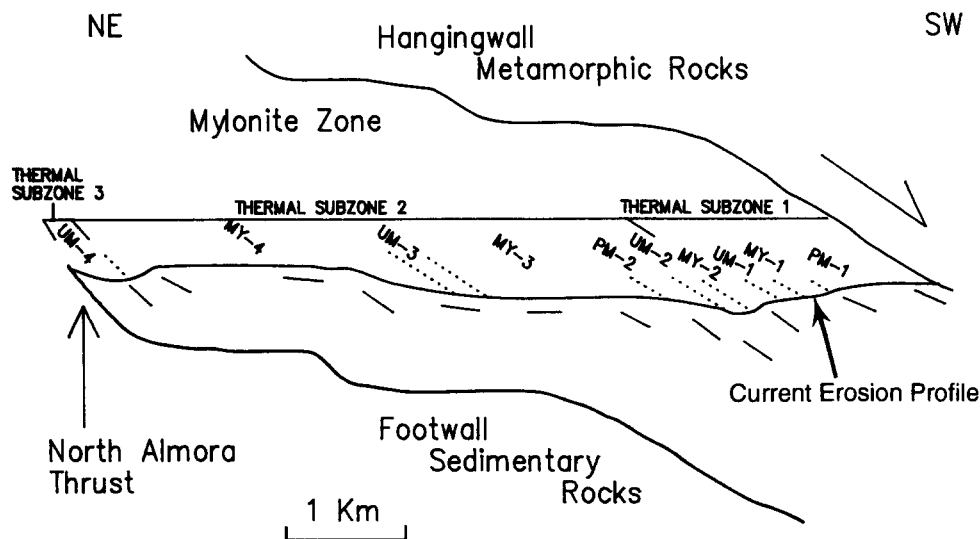 NE
SW
Hangingwall
Metamorphic Rocks
Mylonite Zone
THERMAL
SUBZONE 3
THERMAL SUBZONE 2
THERMAL SUBZONE 1
UM-4
MY-4
UM-3
MY-3
PM-2
UM-2
MY-2
UM-1
MY-1
PM-1
Current Erosion Profile
North Almora
Thrust
Footwall
Sedimentary
Rocks
1 Km